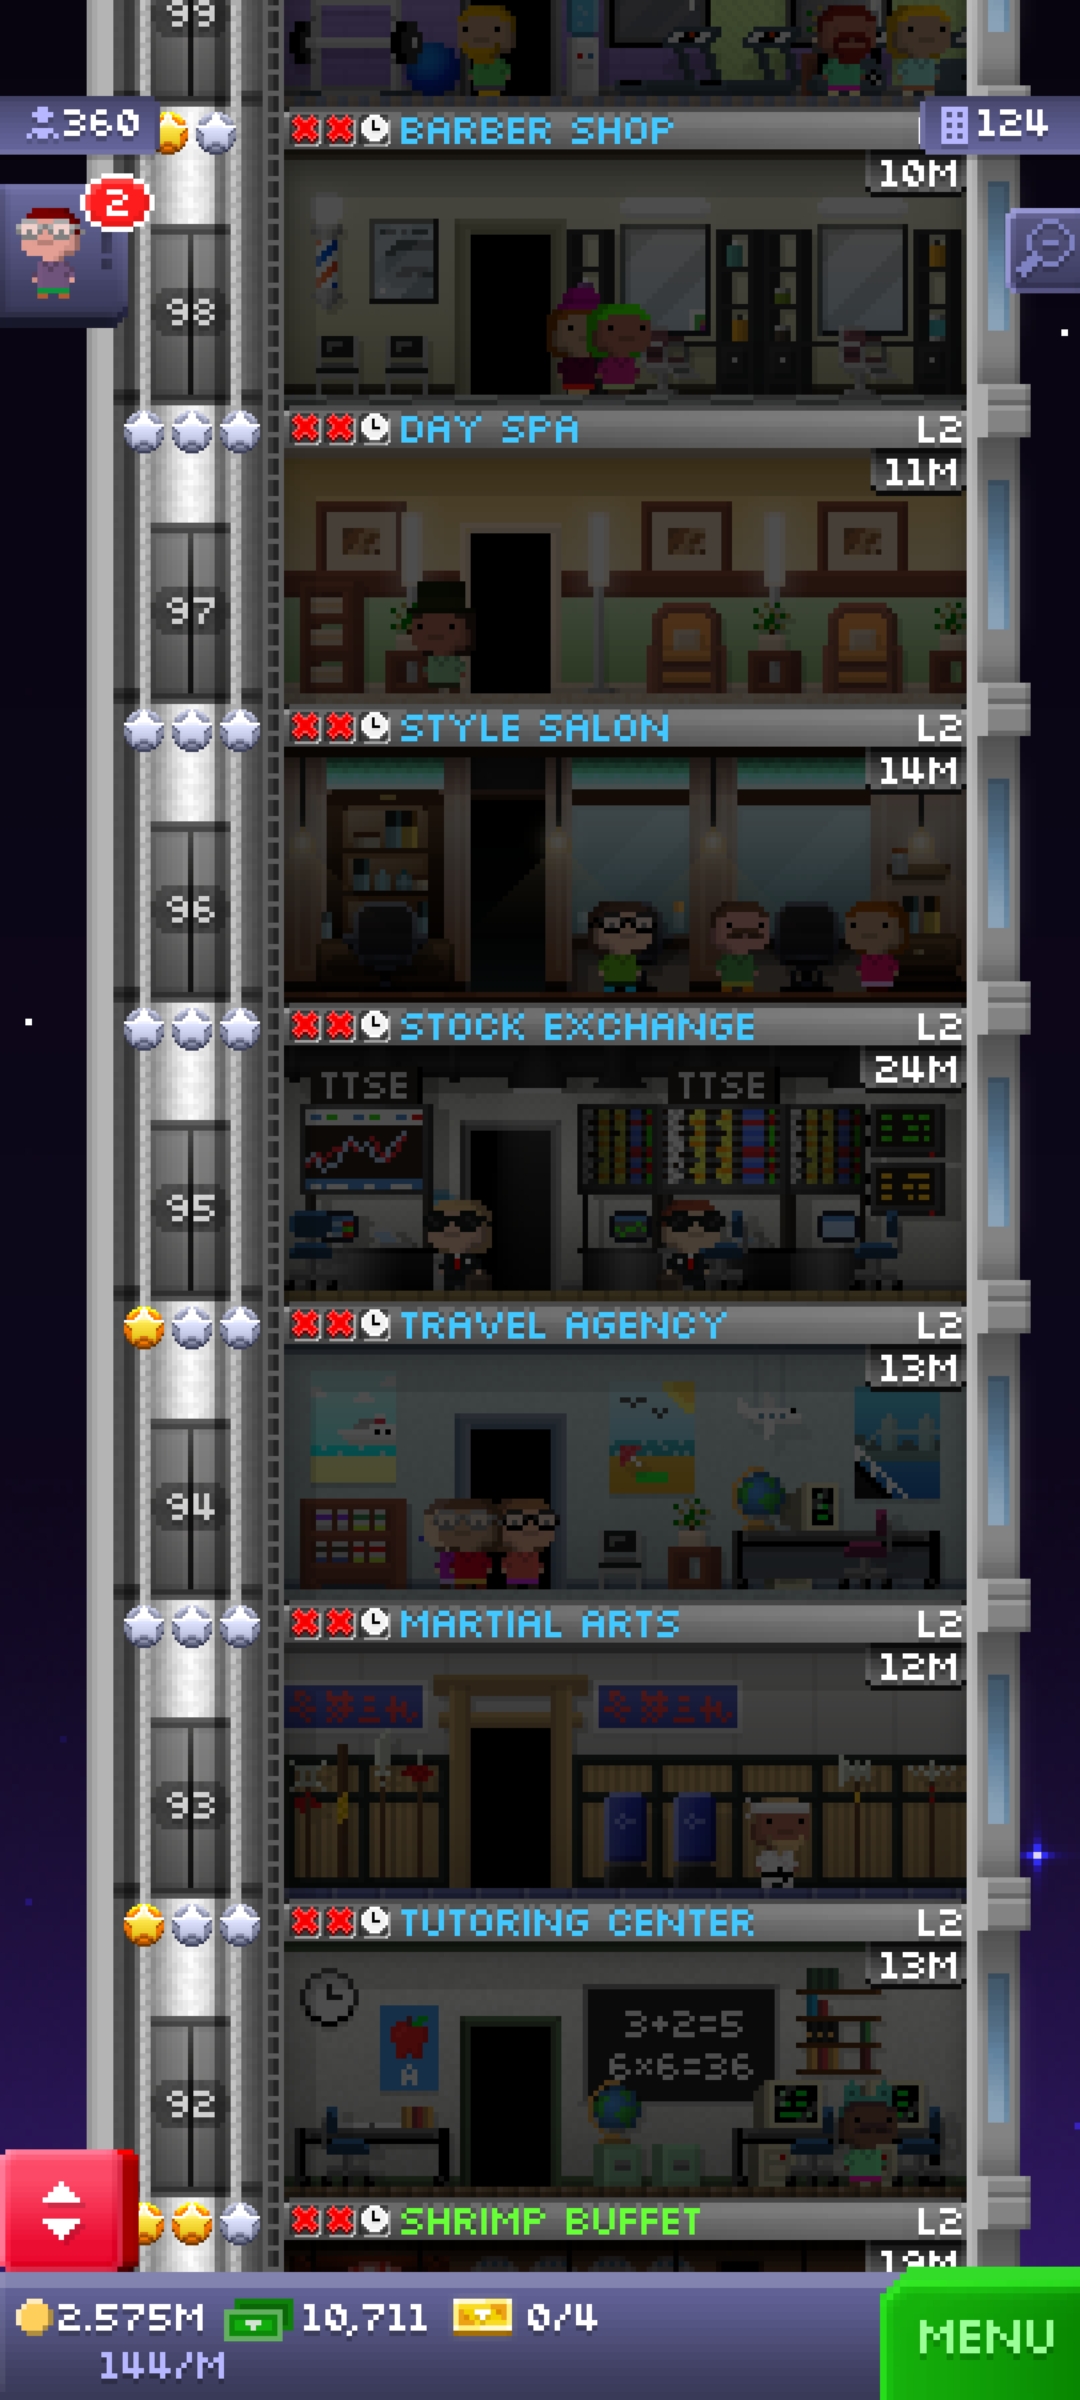 99
360
BARBER SHOP
124
10M
2
98
DAY SPA
L2
11M
97
STYLE SALON
L2
14M
96
STOCK EXCHANGE
L2
24M
TTSE
TTSE
95
TRAVEL AGENCY
L2
13M
94
MARTIAL ARTS
L2
12M
93
TUTORING CENTER
L2
13M
3+2=5
6x6=36
A
92
SHRIMP BUFFET
L2
19M
2.575M
10,711
0/4
144/M
MENU